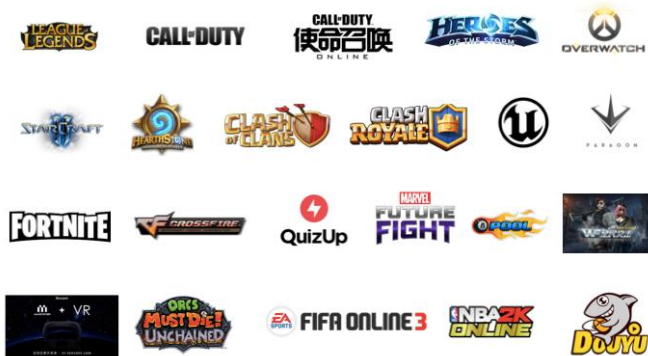 LEAGUE
OF
LEGENDS
CALL OF DUTY
CALL OF DUTY
使命召唤
ONLINE
HEROES
OF THE STORM
OVERWATCH
STARCRAFT
II
HEARTHSTONE
CLASH
OF CLANS
CLASH
ROYALE
U
PARAGON
FORTNITE
CF CROSSFIRE
QuizUp
MARVEL
FUTURE
FIGHT
8 POOL
+ VR
ORCS
MUST DIE!
UNCHAINED
EA
SPORTS
FIFA ONLINE 3
NBA2K
ONLINE
DOUYU